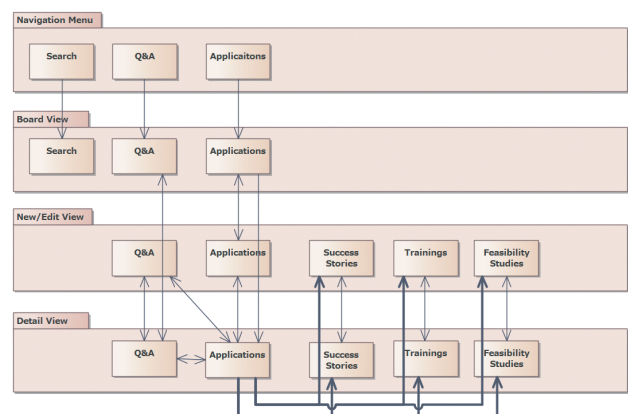 Navigation Menu
Search
Q&A
Applicaitons
Board View
Search
Q&A
Applications
New/Edit View
Q&A
Applications
Success
Stories
Trainings
Feasibility
Studies
Detail View
Q&A
Applications
Success
Stories
Trainings
Feasibility
Studies